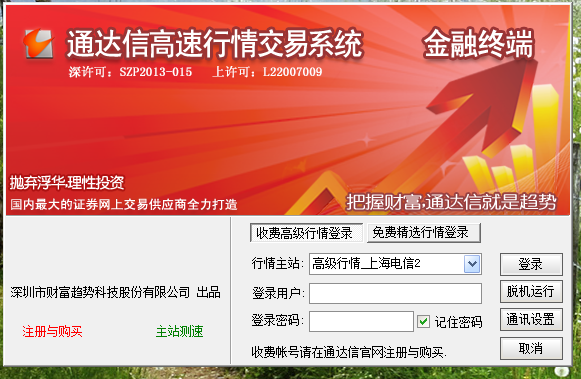 通达信高速行情交易系统 金融终端
深许可：SZP2013-015 上许可：L22007009
抛弃浮华,理性投资
国内最大的证券网上交易供应商全力打造
把握财富,通达信就是趋势
收费高级行情登录 免费精选行情登录
行情主站: 高级行情_上海电信2 登录
深圳市财富趋势科技股份有限公司 出品
登录用户: 脱机运行
登录密码: 记住密码 通讯设置
注册与购买 主站测速
收费帐号请在通达信官网注册与购买. 取消